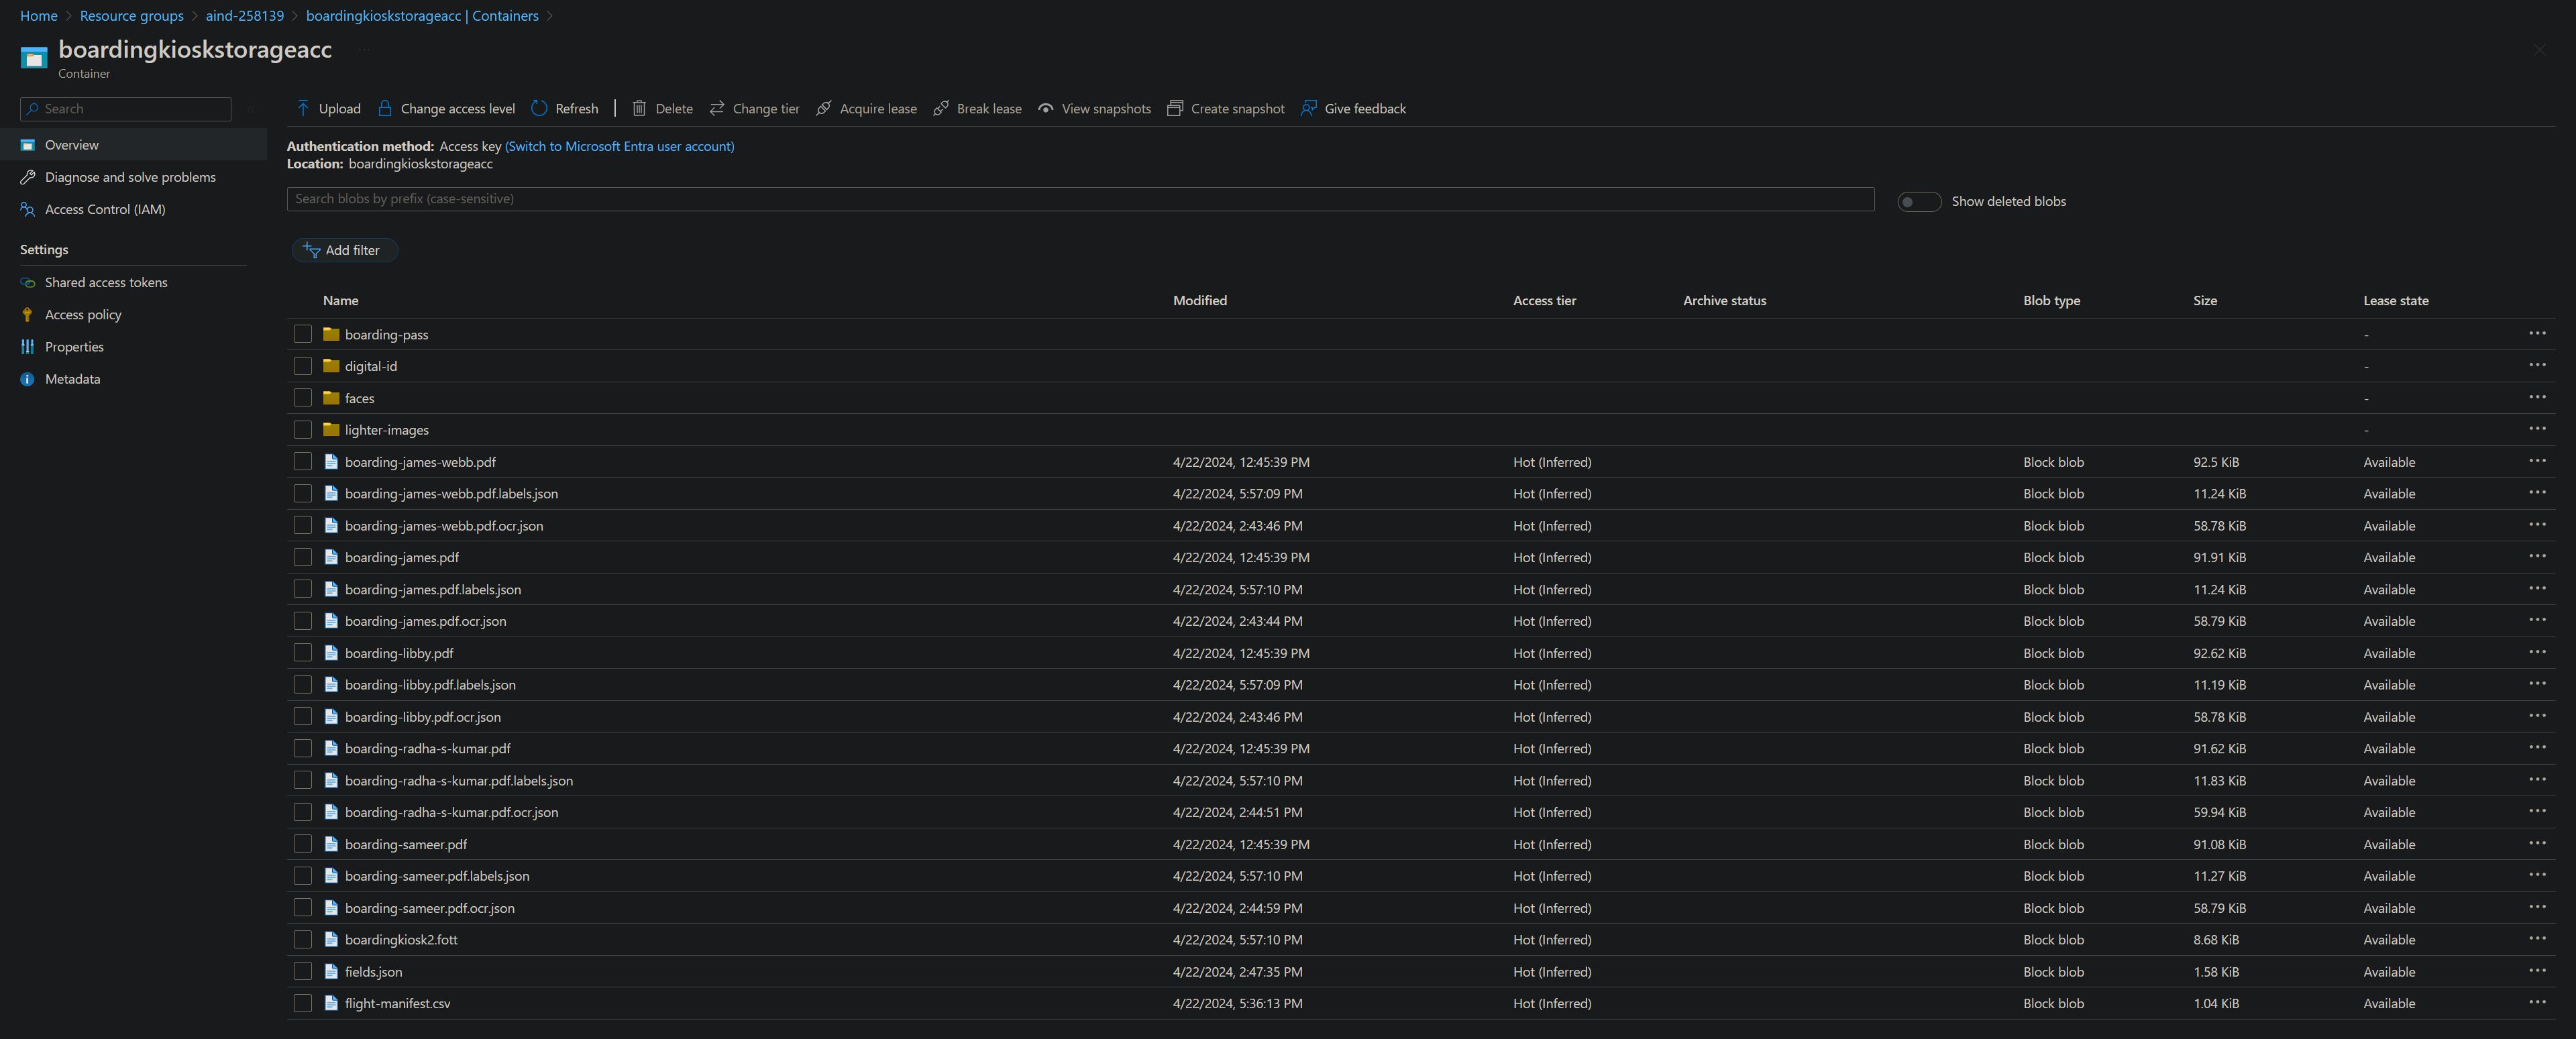 Home > Resource groups > aind-258139 > boardingkioskstorageacc | Containers >
boardingkioskstorageacc ...
Container
Search
Upload Change access level Refresh | Delete Change tier Acquire lease Break lease View snapshots Create snapshot Give feedback
Overview
Diagnose and solve problems
Access Control (IAM)
Settings
Shared access tokens
Access policy
Properties
Metadata
Authentication method: Access key (Switch to Microsoft Entra user account)
Location: boardingkioskstorageacc
Search blobs by prefix (case-sensitive)
Show deleted blobs
Add filter
Name Modified Access tier Archive status Blob type Size Lease state
boarding-pass - ...
digital-id - ...
faces - ...
lighter-images - ...
boarding-james-webb.pdf 4/22/2024, 12:45:39 PM Hot (Inferred) Block blob 92.5 KiB Available ...
boarding-james-webb.pdf.labels.json 4/22/2024, 5:57:09 PM Hot (Inferred) Block blob 11.24 KiB Available ...
boarding-james-webb.pdf.ocr.json 4/22/2024, 2:43:46 PM Hot (Inferred) Block blob 58.78 KiB Available ...
boarding-james.pdf 4/22/2024, 12:45:39 PM Hot (Inferred) Block blob 91.91 KiB Available ...
boarding-james.pdf.labels.json 4/22/2024, 5:57:10 PM Hot (Inferred) Block blob 11.24 KiB Available ...
boarding-james.pdf.ocr.json 4/22/2024, 2:43:44 PM Hot (Inferred) Block blob 58.79 KiB Available ...
boarding-libby.pdf 4/22/2024, 12:45:39 PM Hot (Inferred) Block blob 92.62 KiB Available ...
boarding-libby.pdf.labels.json 4/22/2024, 5:57:09 PM Hot (Inferred) Block blob 11.19 KiB Available ...
boarding-libby.pdf.ocr.json 4/22/2024, 2:43:46 PM Hot (Inferred) Block blob 58.78 KiB Available ...
boarding-radha-s-kumar.pdf 4/22/2024, 12:45:39 PM Hot (Inferred) Block blob 91.62 KiB Available ...
boarding-radha-s-kumar.pdf.labels.json 4/22/2024, 5:57:10 PM Hot (Inferred) Block blob 11.83 KiB Available ...
boarding-radha-s-kumar.pdf.ocr.json 4/22/2024, 2:44:51 PM Hot (Inferred) Block blob 59.94 KiB Available ...
boarding-sameer.pdf 4/22/2024, 12:45:39 PM Hot (Inferred) Block blob 91.08 KiB Available ...
boarding-sameer.pdf.labels.json 4/22/2024, 5:57:10 PM Hot (Inferred) Block blob 11.27 KiB Available ...
boarding-sameer.pdf.ocr.json 4/22/2024, 2:44:59 PM Hot (Inferred) Block blob 58.79 KiB Available ...
boardingkiosk2.fott 4/22/2024, 5:57:10 PM Hot (Inferred) Block blob 8.68 KiB Available ...
fields.json 4/22/2024, 2:47:35 PM Hot (Inferred) Block blob 1.58 KiB Available ...
flight-manifest.csv 4/22/2024, 5:36:13 PM Hot (Inferred) Block blob 1.04 KiB Available ...